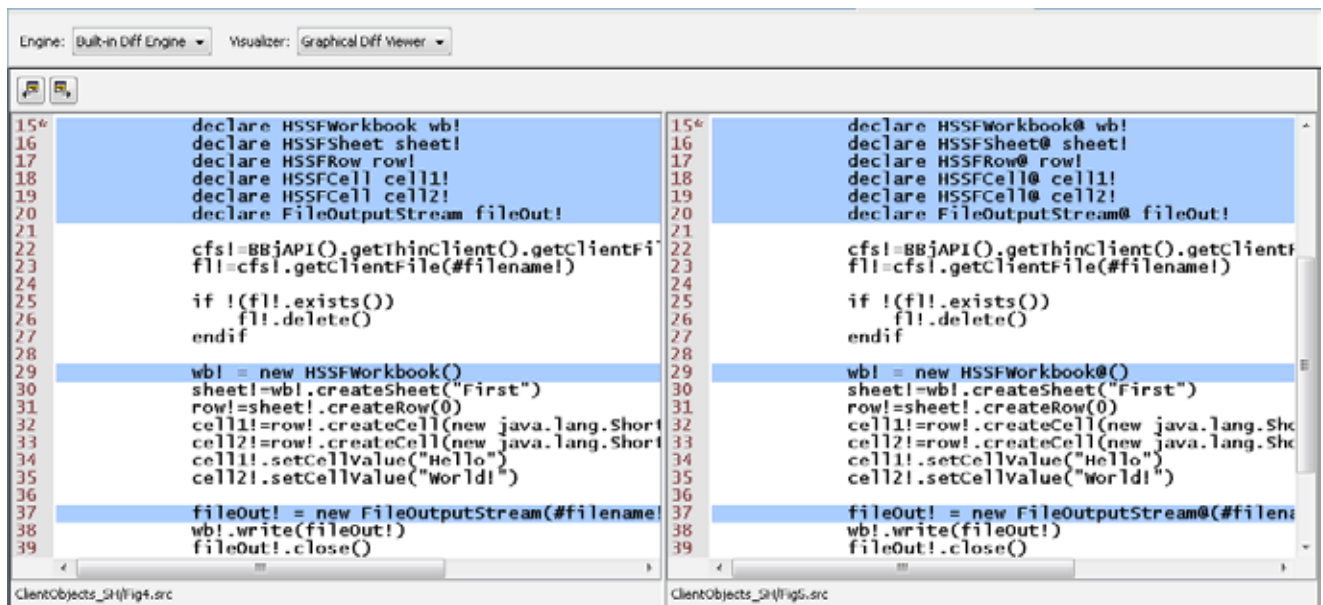 Engine: Built-in Diff Engine Visualizer: Graphical Diff Viewer
15* declare HSSFWorkbook wb!
16 declare HSSFSheet sheet!
17 declare HSSFRow row!
18 declare HSSFCell cell1!
19 declare HSSFCell cell2!
20 declare FileOutputStream fileOut!
21
22 cfs!=BBjAPI().getThinClient().getClientFil
23 fl!=cfs!.getClientFile(#filename!)
24
25 if !(fl!.exists())
26 fl!.delete()
27 endif
28
29 wb! = new HSSFWorkbook()
30 sheet!=wb!.createSheet("First")
31 row!=sheet!.createRow(0)
32 cell1!=row!.createCell(new java.lang.Short
33 cell2!=row!.createCell(new java.lang.Short
34 cell1!.setCellValue("Hello")
35 cell2!.setCellValue("World!")
36
37 fileOut! = new FileOutputStream(#filename!
38 wb!.write(fileOut!)
39 fileOut!.close()
ClientObjects_SH/Fig4.src
15* declare HSSFWorkbook@ wb!
16 declare HSSFSheet@ sheet!
17 declare HSSFRow@ row!
18 declare HSSFCell@ cell1!
19 declare HSSFCell@ cell2!
20 declare FileOutputStream@ fileOut!
21
22 cfs!=BBjAPI().getThinClient().getClientF
23 fl!=cfs!.getClientFile(#filename!)
24
25 if !(fl!.exists())
26 fl!.delete()
27 endif
28
29 wb! = new HSSFWorkbook@()
30 sheet!=wb!.createSheet("First")
31 row!=sheet!.createRow(0)
32 cell1!=row!.createCell(new java.lang.Sho
33 cell2!=row!.createCell(new java.lang.Sho
34 cell1!.setCellValue("Hello")
35 cell2!.setCellValue("World!")
36
37 fileOut! = new FileOutputStream@(#filena
38 wb!.write(fileOut!)
39 fileOut!.close()
ClientObjects_SH/Fig5.src